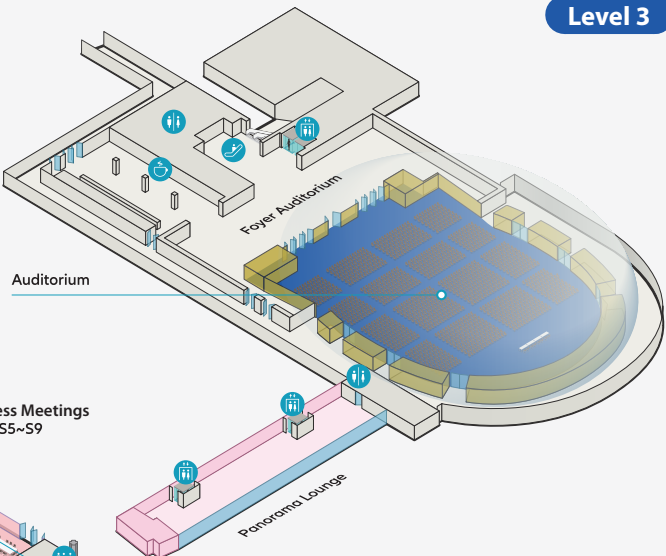 Level 3
Foyer Auditorium
Auditorium
ess Meetings
S5~S9
Panorama Lounge